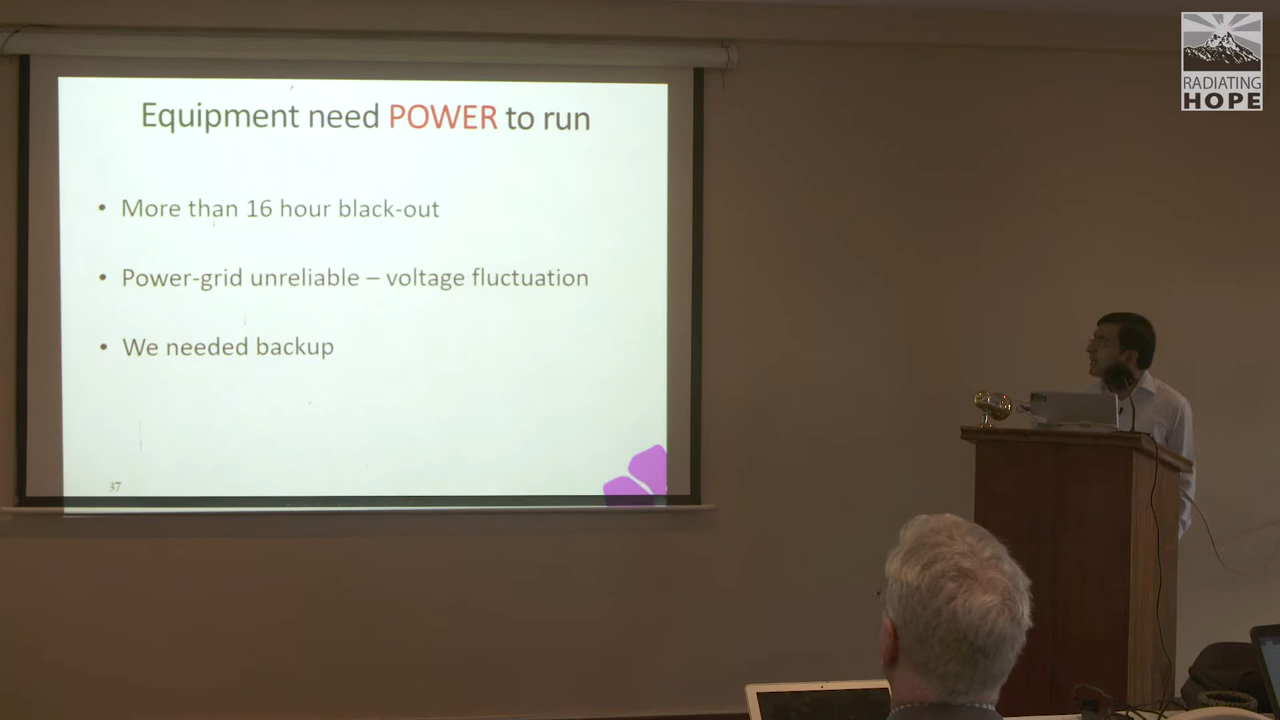 RADIATING
HOPE
Equipment need POWER to run
• More than 16 hour black-out
• Power-grid unreliable – voltage fluctuation
• We needed backup
37